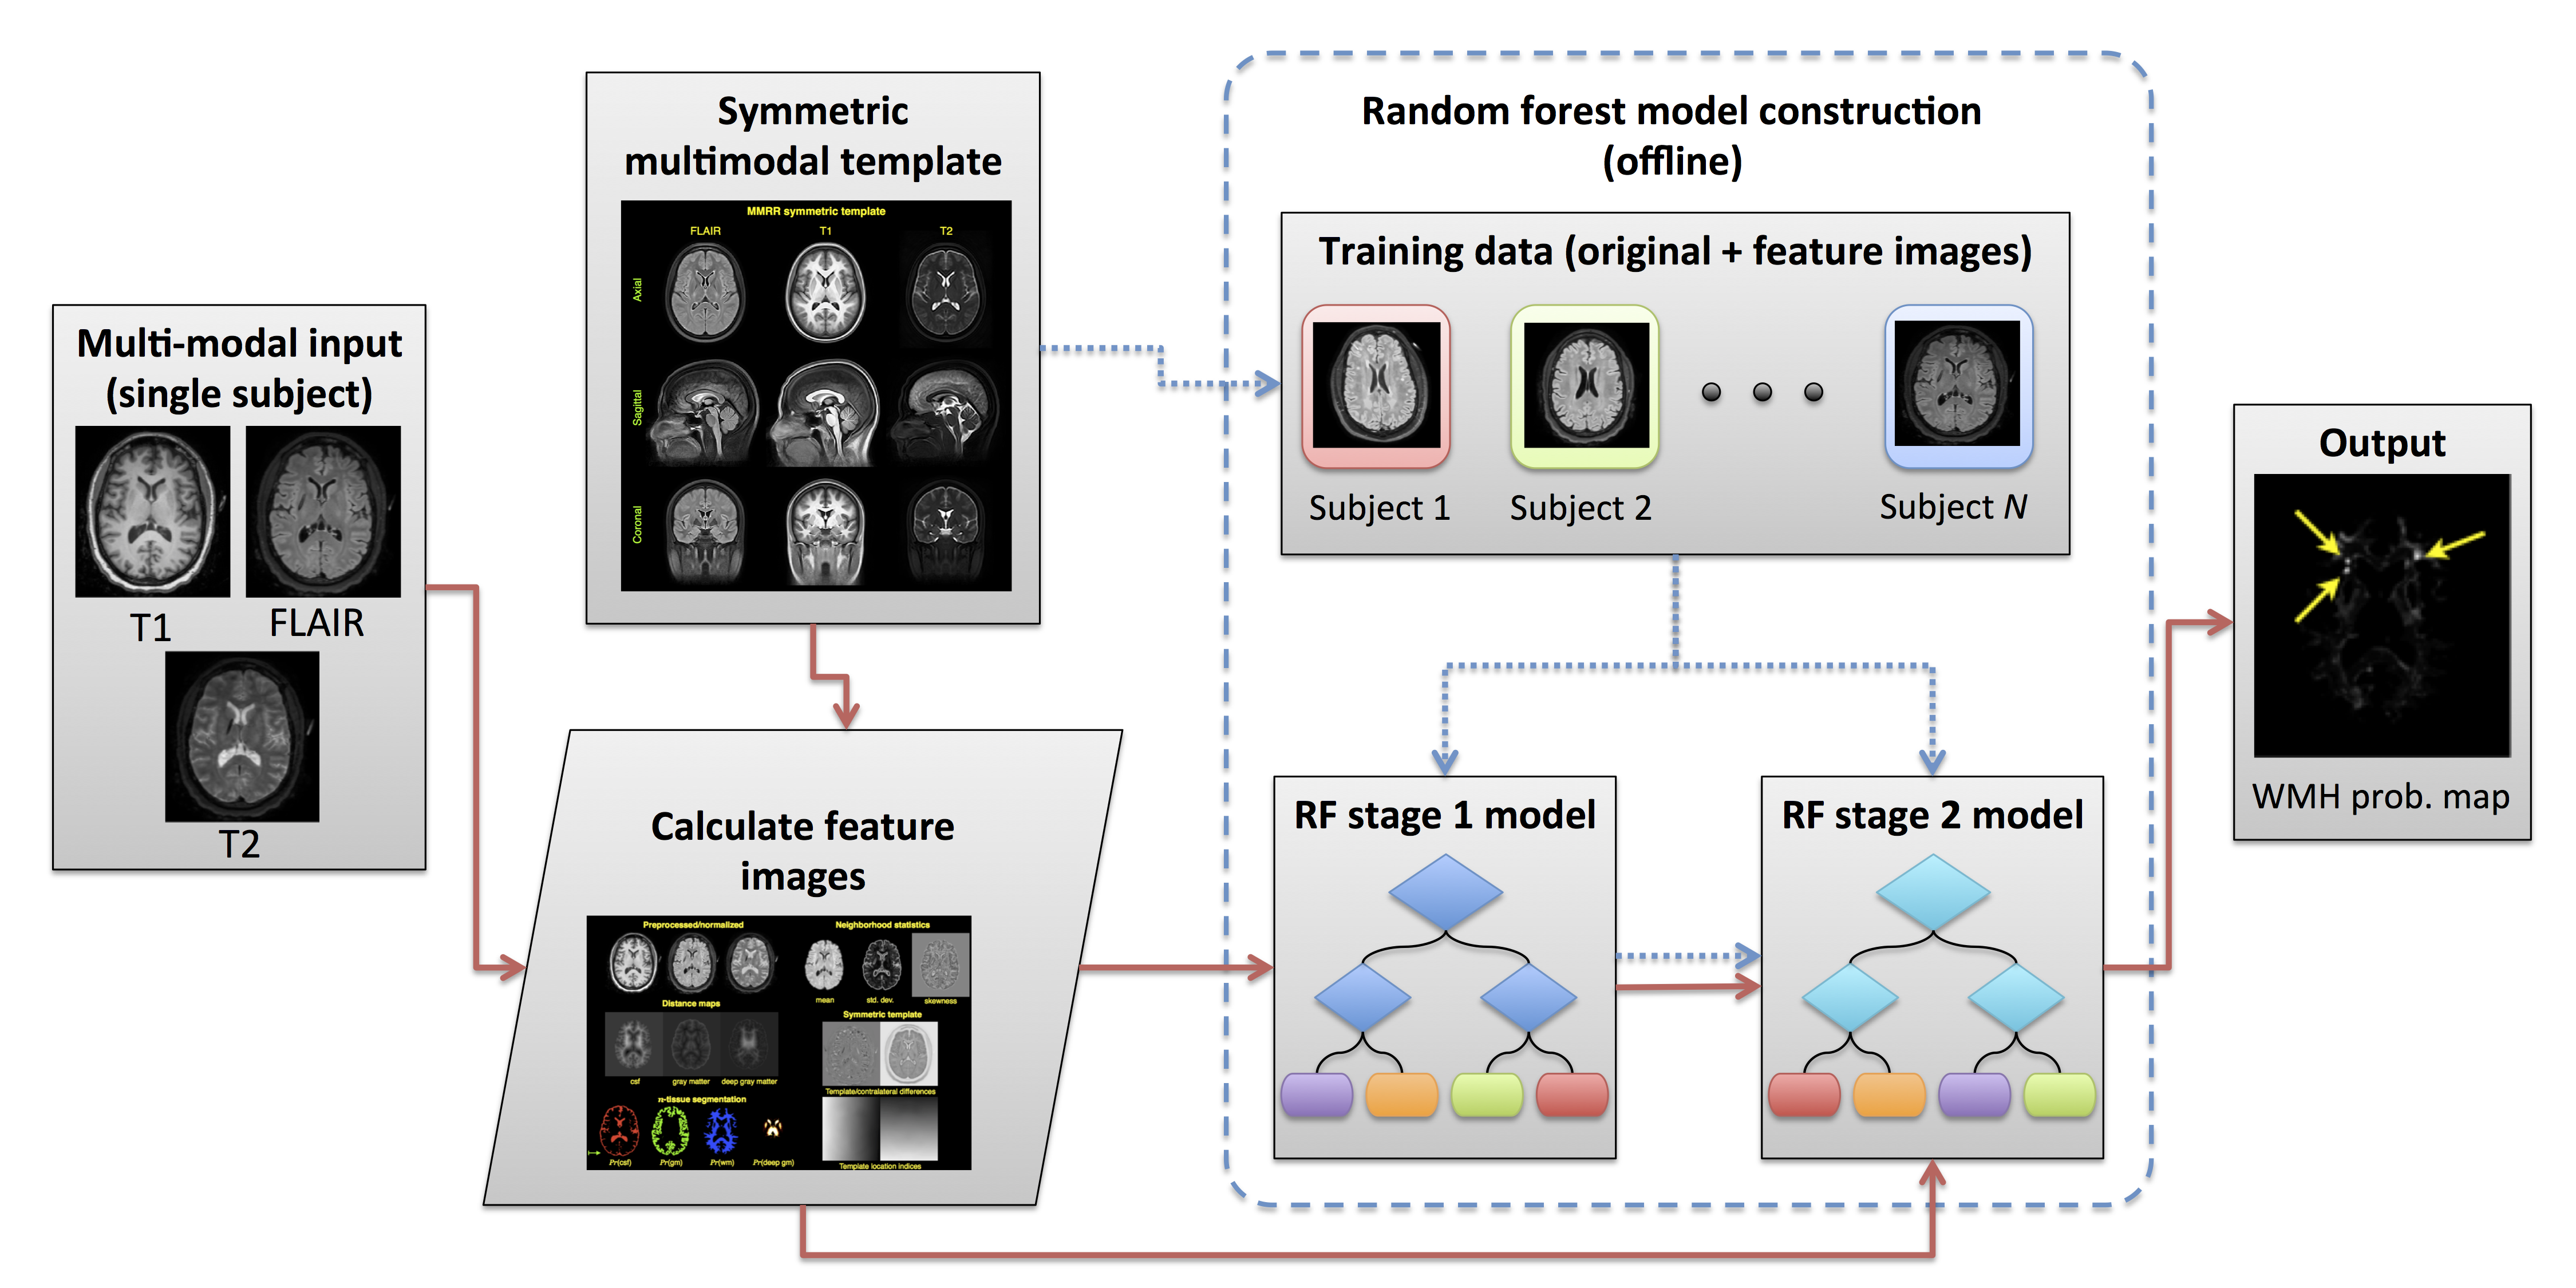 Multi-modal input
(single subject)
T1
FLAIR
T2
Symmetric
multimodal template
MMRR symmetric template
FLAIR
T1
T2
Axial
Sagittal
Coronal
Calculate feature
images
Preprocessed/normalized
Neighborhood statistics
mean
std. dev.
skewness
Distance maps
csf
gray matter
deep gray matter
Symmetric template
Template/contralateral differences
n-tissue segmentation
Pr(csf)
Pr(gm)
Pr(wm)
Pr(deep gm)
Template location indices
Random forest model construction
(offline)
Training data (original + feature images)
Subject 1
Subject 2
Subject N
RF stage 1 model
RF stage 2 model
Output
WMH prob. map